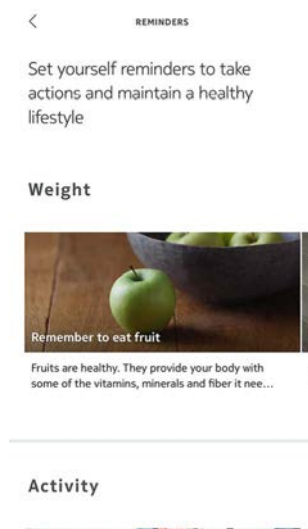 REMINDERS
Set yourself reminders to take
actions and maintain a healthy
lifestyle
Weight
Remember to eat fruit
Fruits are healthy. They provide your body with
some of the vitamins, minerals and fiber it nee...
Activity